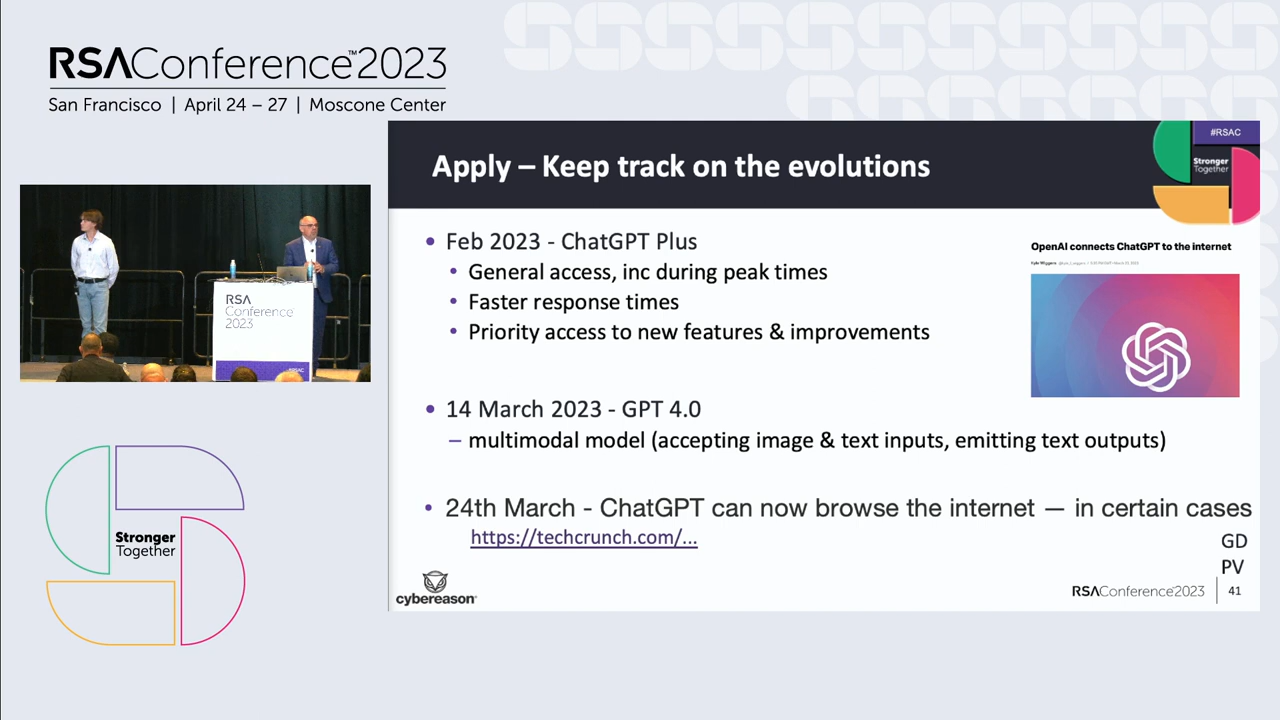 RSAConference™2023
San Francisco | April 24 – 27 | Moscone Center
#RSAC
Stronger
Together
Apply – Keep track on the evolutions
• Feb 2023 - ChatGPT Plus
• General access, inc during peak times
• Faster response times
• Priority access to new features & improvements
OpenAI connects ChatGPT to the internet
Kyle Wiggers
• 14 March 2023 - GPT 4.0
– multimodal model (accepting image & text inputs, emitting text outputs)
• 24th March - ChatGPT can now browse the internet — in certain cases
https://techcrunch.com/...
GD
PV
cybereason
RSAConference2023 | 41
RSA
Conference
2023
#RSAC
Stronger
Together